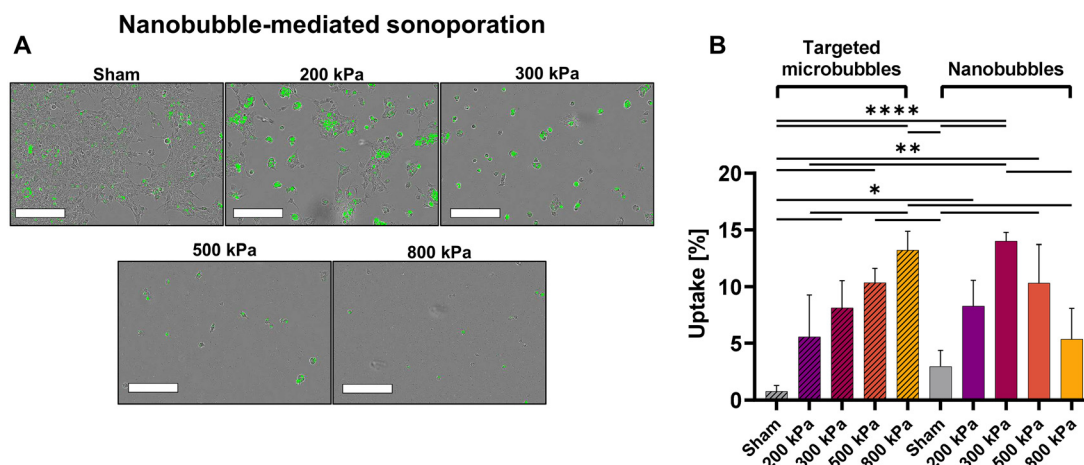 Nanobubble-mediated sonoporation
A
Sham
200 kPa
300 kPa
500 kPa
800 kPa
B
Targeted
microbubbles
Nanobubbles
****
**
*
Uptake [%]
20
15
10
5
0
Sham
200 kPa
300 kPa
500 kPa
800 kPa
Sham
200 kPa
300 kPa
500 kPa
800 kPa